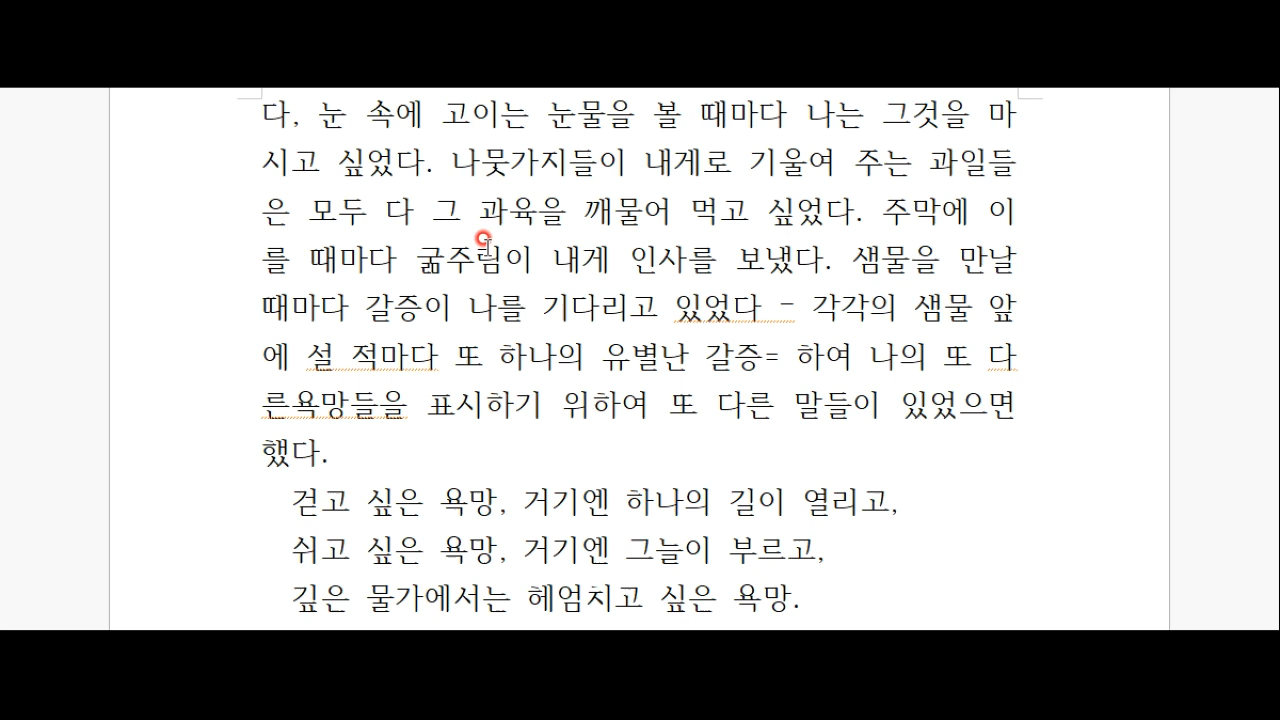 다, 눈 속에 고이는 눈물을 볼 때마다 나는 그것을 마
시고 싶었다. 나뭇가지들이 내게로 기울여 주는 과일들
은 모두 다 그 과육을 깨물어 먹고 싶었다. 주막에 이
를 때마다 굶주림이 내게 인사를 보냈다. 샘물을 만날
때마다 갈증이 나를 기다리고 있었다 - 각각의 샘물 앞
에 설 적마다 또 하나의 유별난 갈증= 하여 나의 또 다
른욕망들을 표시하기 위하여 또 다른 말들이 있었으면
했다.
걷고 싶은 욕망, 거기엔 하나의 길이 열리고,
쉬고 싶은 욕망, 거기엔 그늘이 부르고,
깊은 물가에서는 헤엄치고 싶은 욕망.